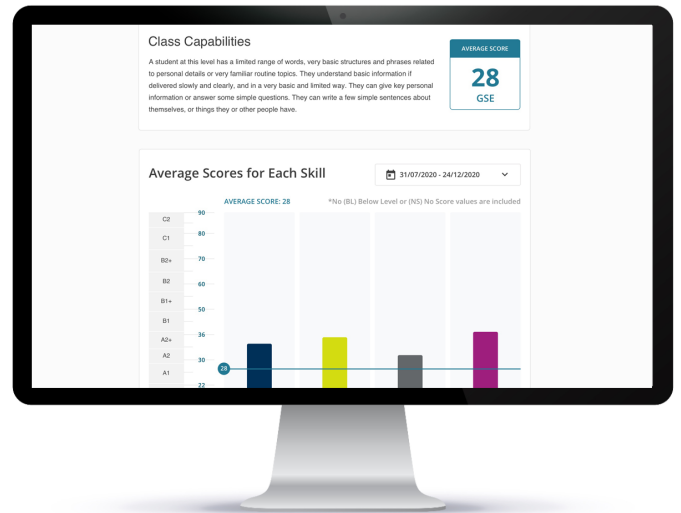 Class Capabilities
A student at this level has a limited range of words, very basic structures and phrases related
to personal details or very familiar routine topics. They understand basic information if
delivered slowly and clearly, and in a very basic and limited way. They can give key personal
information or answer some simple questions. They can write a few simple sentences about
themselves, or things they or other people have.
AVERAGE SCORE
28
GSE
Average Scores for Each Skill
31/07/2020 - 24/12/2020
AVERAGE SCORE: 28
*No (BL) Below Level or (NS) No Score values are included
90
C2
C1
80
B2+
70
B2
60
B1+
50
B1
36
A2+
A2
30
A1
28
22